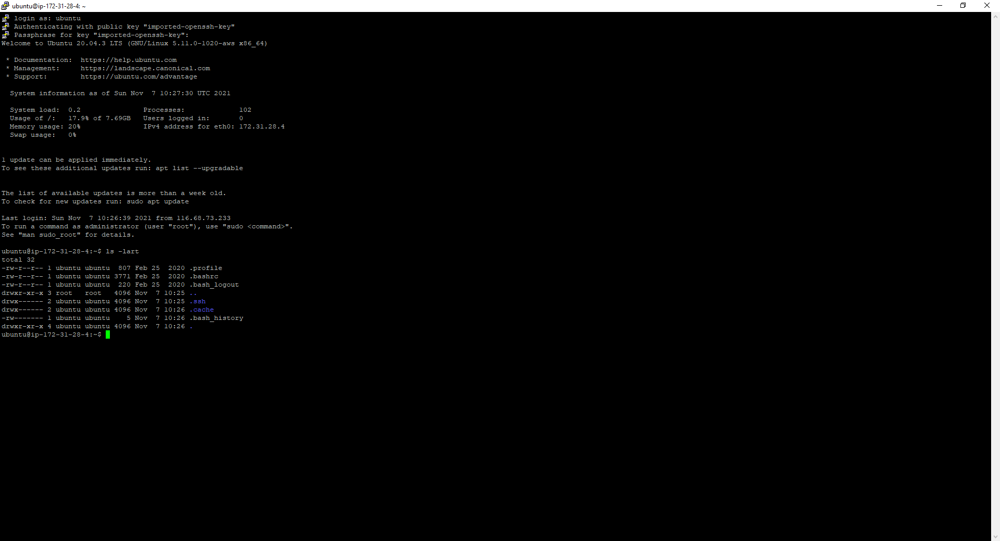 ubuntu@ip-172-31-28-4: ~
login as: ubuntu
Authenticating with public key "imported-openssh-key"
Passphrase for key "imported-openssh-key":
Welcome to Ubuntu 20.04.3 LTS (GNU/Linux 5.11.0-1020-aws x86_64)

 * Documentation:  https://help.ubuntu.com
 * Management:     https://landscape.canonical.com
 * Support:        https://ubuntu.com/advantage

  System information as of Sun Nov  7 10:27:30 UTC 2021

  System load:  0.2               Processes:             102
  Usage of /:   17.9% of 7.69GB   Users logged in:       0
  Memory usage: 20%               IPv4 address for eth0: 172.31.28.4
  Swap usage:   0%


1 update can be applied immediately.
To see these additional updates run: apt list --upgradable


The list of available updates is more than a week old.
To check for new updates run: sudo apt update

Last login: Sun Nov  7 10:26:39 2021 from 116.68.73.233
To run a command as administrator (user "root"), use "sudo <command>".
See "man sudo_root" for details.

ubuntu@ip-172-31-28-4:~$ ls -lart
total 32
-rw-r--r-- 1 ubuntu ubuntu  807 Feb 25  2020 .profile
-rw-r--r-- 1 ubuntu ubuntu 3771 Feb 25  2020 .bashrc
-rw-r--r-- 1 ubuntu ubuntu  220 Feb 25  2020 .bash_logout
drwxr-xr-x 3 root   root   4096 Nov  7 10:25 ..
drwx------ 2 ubuntu ubuntu 4096 Nov  7 10:25 .ssh
drwx------ 2 ubuntu ubuntu 4096 Nov  7 10:26 .cache
-rw------- 1 ubuntu ubuntu    5 Nov  7 10:26 .bash_history
drwxr-xr-x 4 ubuntu ubuntu 4096 Nov  7 10:26 .
ubuntu@ip-172-31-28-4:~$